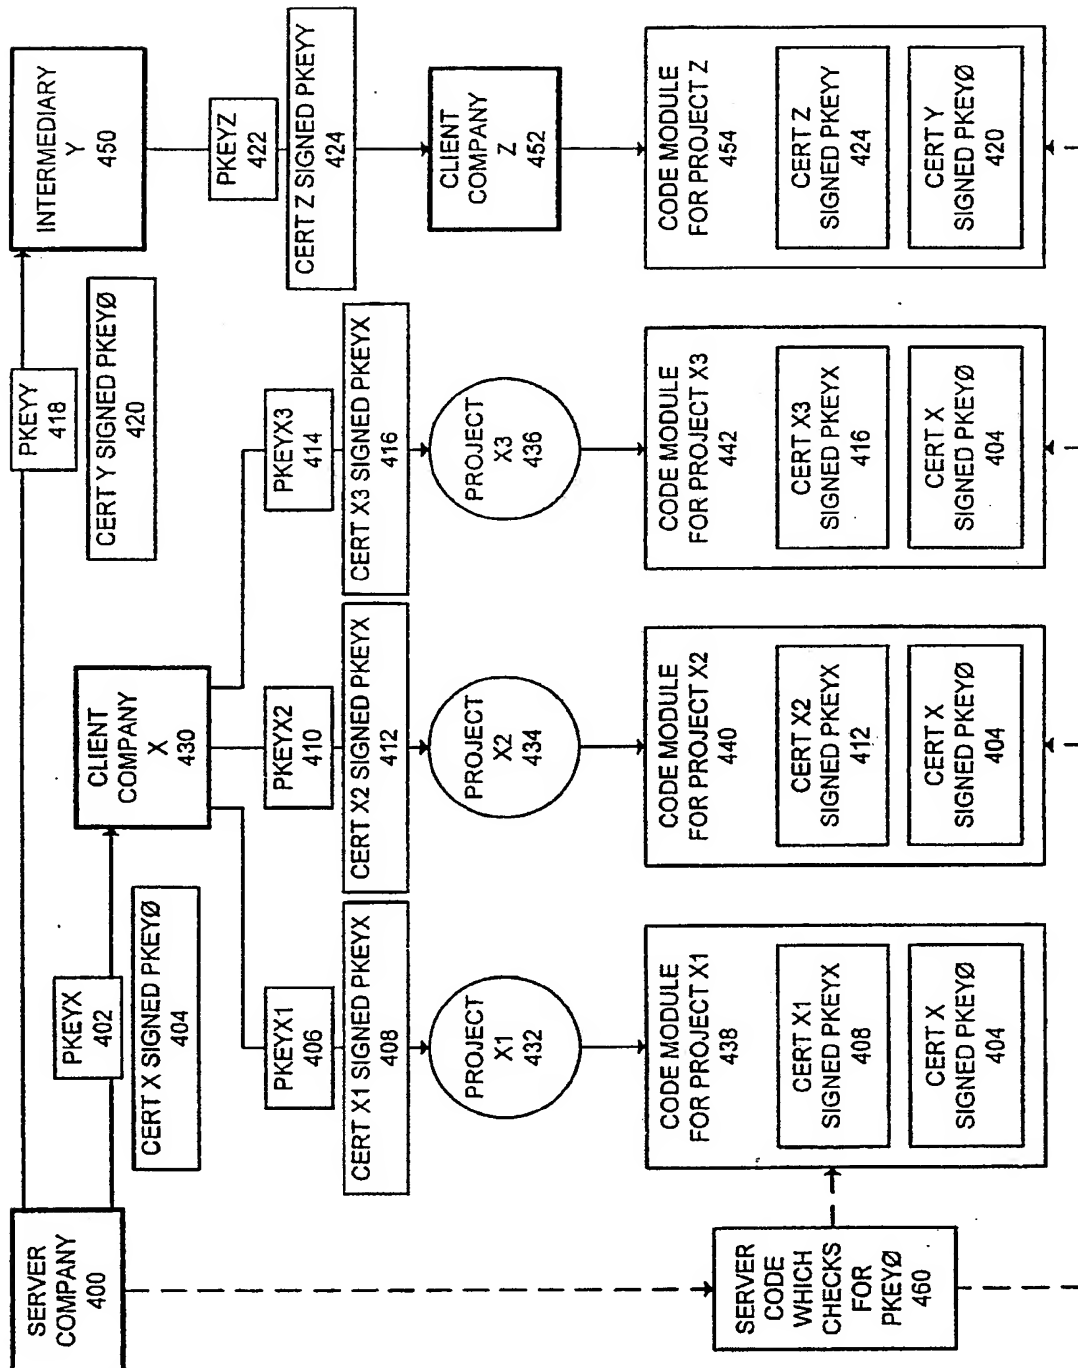 SERVER
COMPANY
400
PKEYX
402
CERT X SIGNED PKEYØ
404
PKEYY
418
CERT Y SIGNED PKEYØ
420
INTERMEDIARY
Y
450
CLIENT
COMPANY
X
430
PKEYX1
406
CERT X1 SIGNED PKEYX
408
PROJECT
X1
432
PKEYX2
410
CERT X2 SIGNED PKEYX
412
PROJECT
X2
434
PKEYX3
414
CERT X3 SIGNED PKEYX
416
PROJECT
X3
436
PKEYZ
422
CERT Z SIGNED PKEYY
424
CLIENT
COMPANY
Z
452
SERVER
CODE
WHICH
CHECKS
FOR
PKEYØ
460
CODE MODULE
FOR PROJECT X1
438
CERT X1
SIGNED PKEYX
408
CERT X
SIGNED PKEYØ
404
CODE MODULE
FOR PROJECT X2
440
CERT X2
SIGNED PKEYX
412
CERT X
SIGNED PKEYØ
404
CODE MODULE
FOR PROJECT X3
442
CERT X3
SIGNED PKEYX
416
CERT X
SIGNED PKEYØ
404
CODE MODULE
FOR PROJECT Z
454
CERT Z
SIGNED PKEYY
424
CERT Y
SIGNED PKEYØ
420